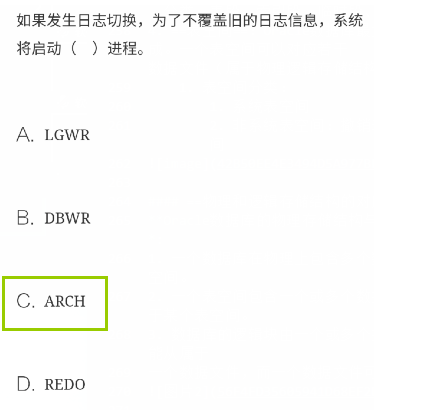 如果发生日志切换，为了不覆盖旧的日志信息，系统
将启动（ ）进程。
A. LGWR
B. DBWR
C. ARCH
D. REDO